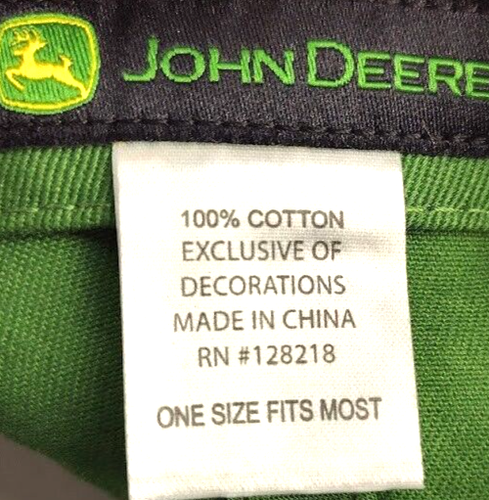 JOHN DEERE
100% COTTON
EXCLUSIVE OF
DECORATIONS
MADE IN CHINA
RN #128218
ONE SIZE FITS MOST